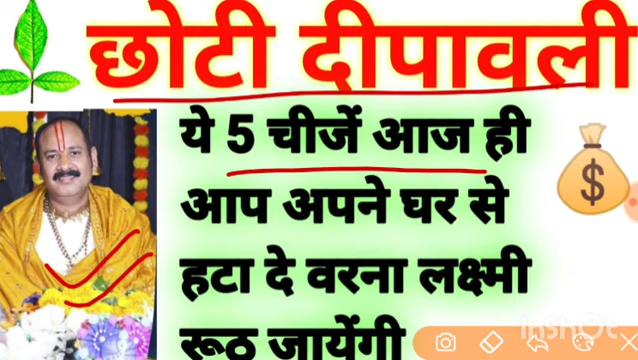 छोटी दीपावली
ये 5 चीजें आज ही
आप अपने घर से
हटा दे वरना लक्ष्मी
रूठ जायेंगी
$
inshot